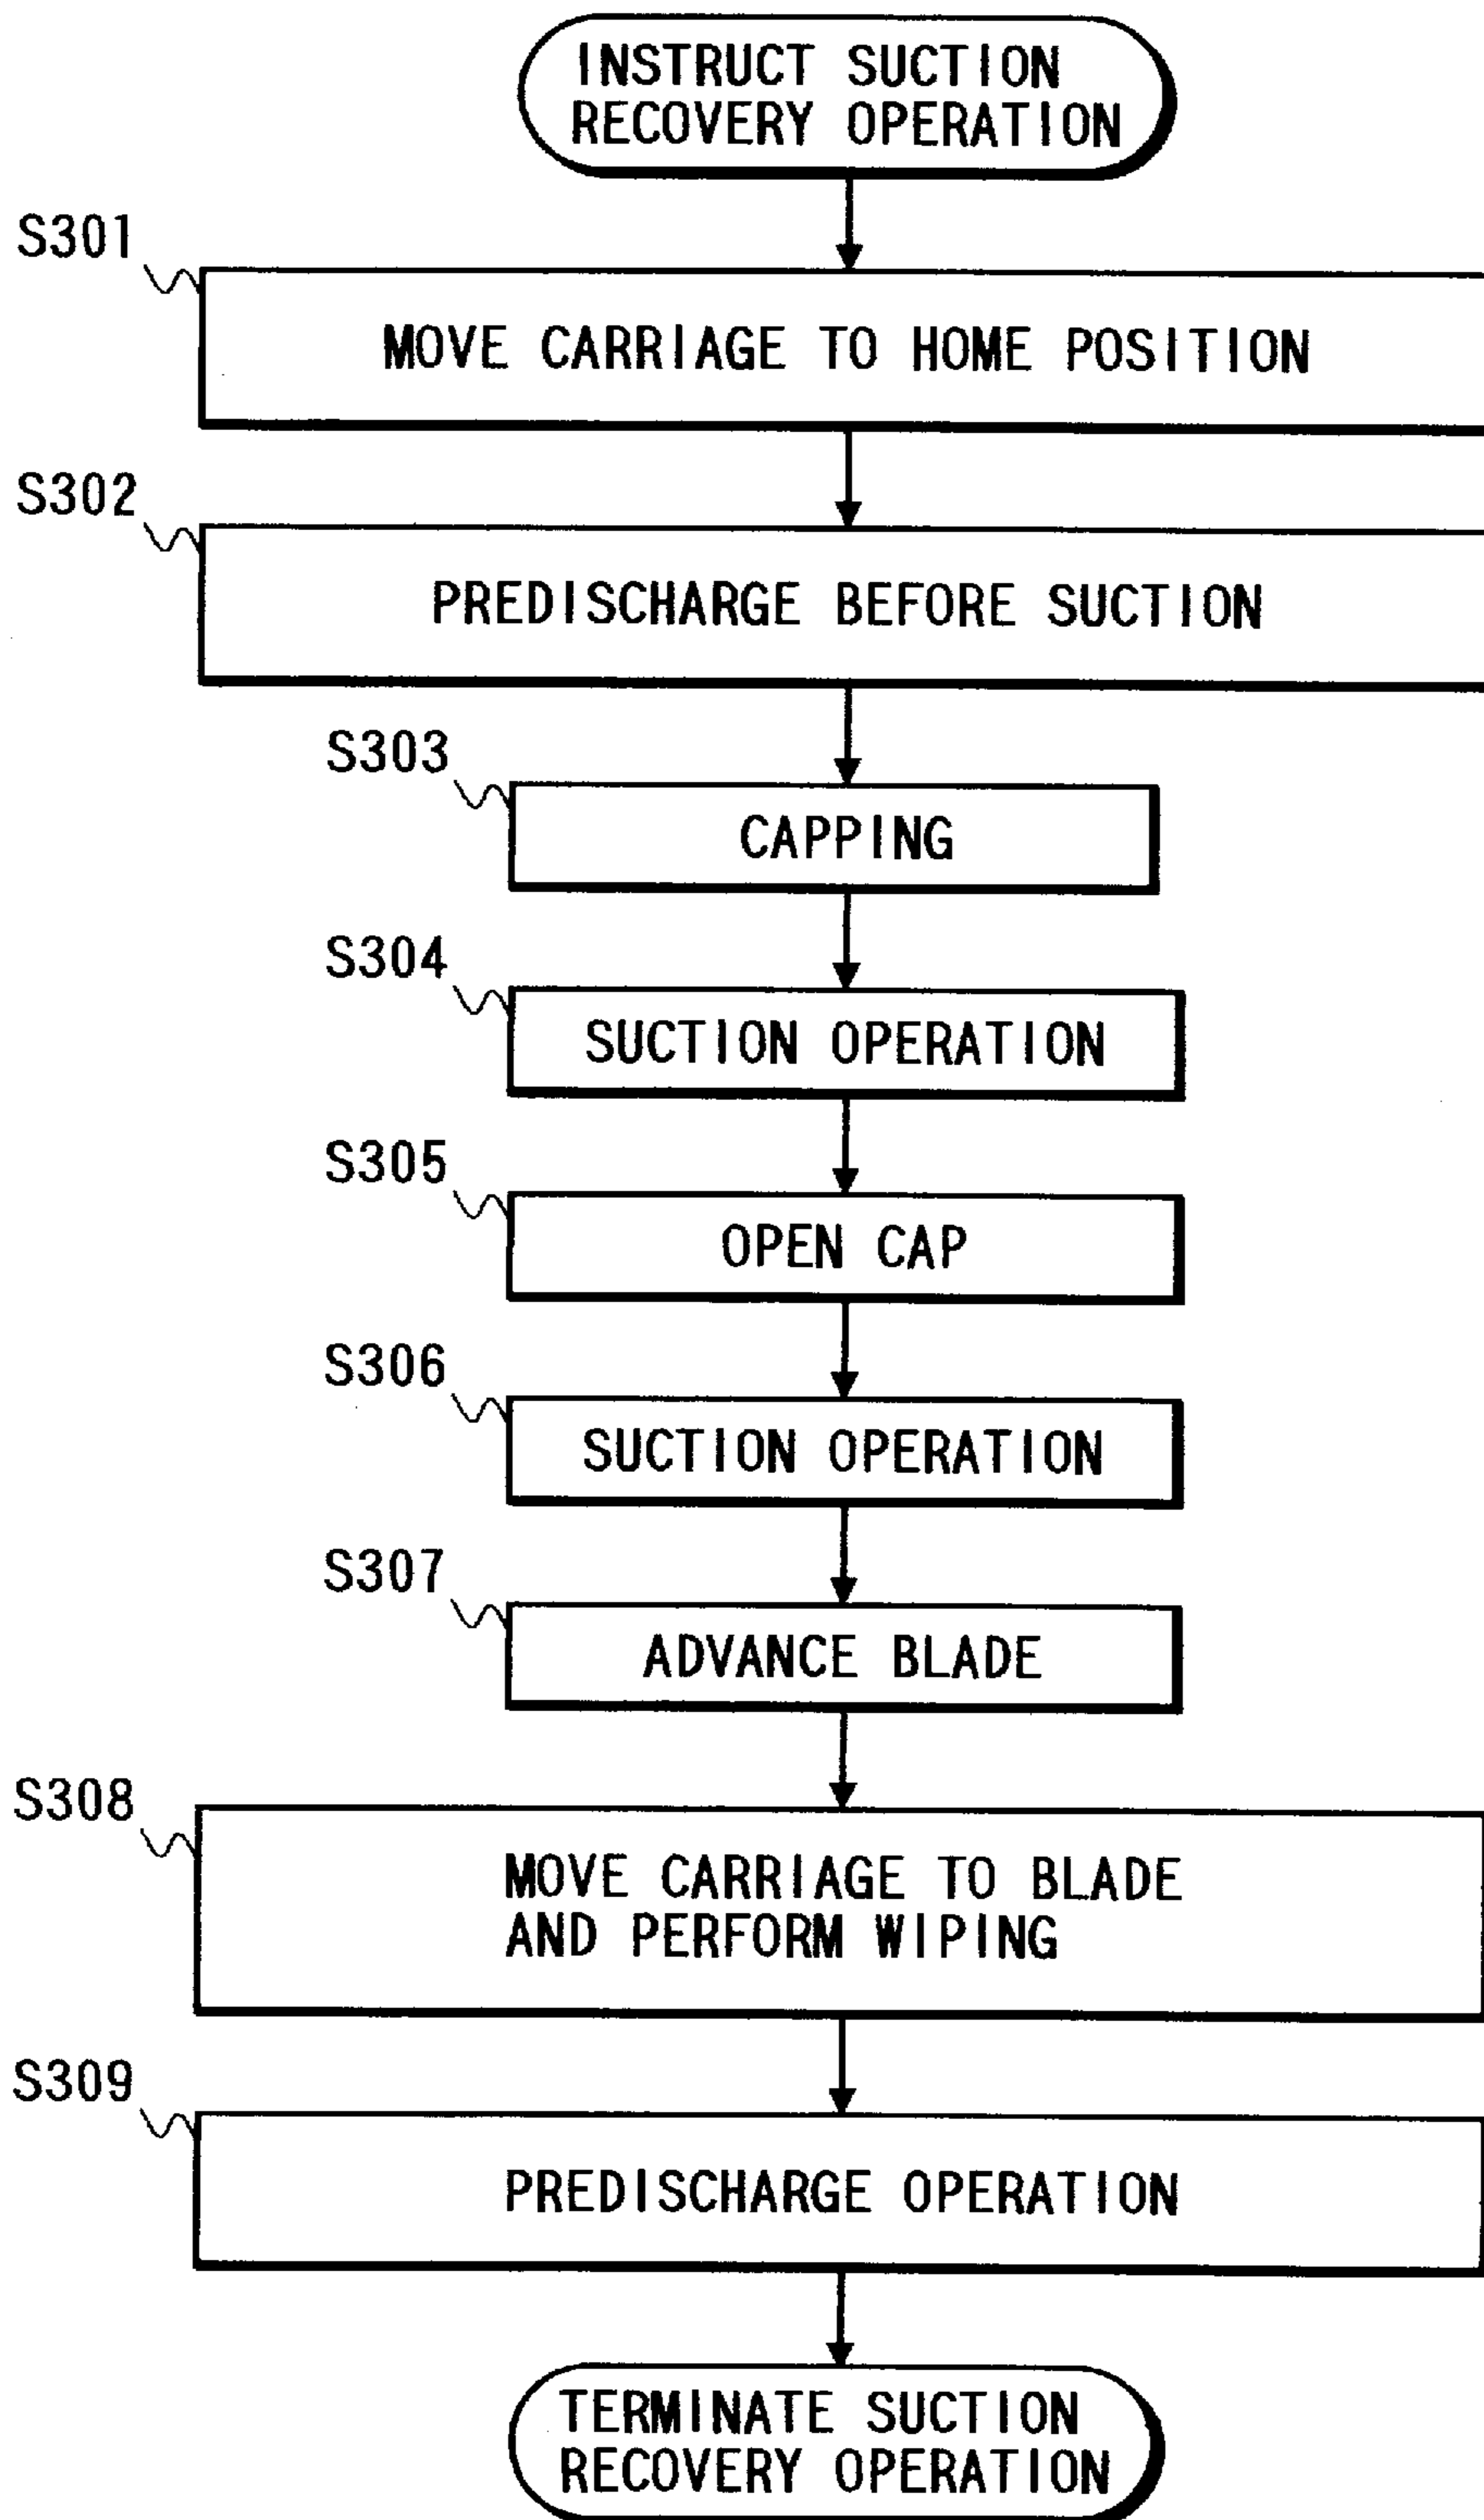 INSTRUCT SUCTION
RECOVERY OPERATION
S301
MOVE CARRIAGE TO HOME POSITION
S302
PREDISCHARGE BEFORE SUCTION
S303
CAPPING
S304
SUCTION OPERATION
S305
OPEN CAP
S306
SUCTION OPERATION
S307
ADVANCE BLADE
S308
MOVE CARRIAGE TO BLADE
AND PERFORM WIPING
S309
PREDISCHARGE OPERATION
TERMINATE SUCTION
RECOVERY OPERATION